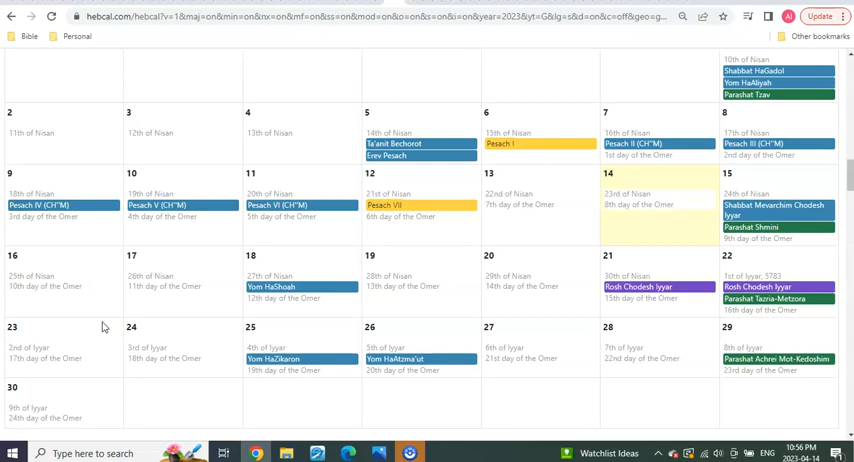 hebcal.com/hebcal?v=1&maj=on&min=on&nx=on&mf=on&ss=on&mod=on&o=on&s=on&i=on&year=2023&yt=G&lg=s&d=on&c=off&geo=g...
AI
Update
Bible
Personal
Other bookmarks
10th of Nisan
Shabbat HaGadol
Yom HaAliyah
Parashat Tzav
2 3 4 5 6 7 8
11th of Nisan 12th of Nisan 13th of Nisan 14th of Nisan 15th of Nisan 16th of Nisan 17th of Nisan
Ta'anit Bechorot Pesach I Pesach II (CH"M) Pesach III (CH"M)
Erev Pesach 1st day of the Omer 2nd day of the Omer
9 10 11 12 13 14 15
18th of Nisan 19th of Nisan 20th of Nisan 21st of Nisan 22nd of Nisan 23rd of Nisan 24th of Nisan
Pesach IV (CH"M) Pesach V (CH"M) Pesach VI (CH"M) Pesach VII 7th day of the Omer 8th day of the Omer Shabbat Mevarchim Chodesh
3rd day of the Omer 4th day of the Omer 5th day of the Omer 6th day of the Omer Iyyar
Parashat Shmini
9th day of the Omer
16 17 18 19 20 21 22
25th of Nisan 26th of Nisan 27th of Nisan 28th of Nisan 29th of Nisan 30th of Nisan 1st of Iyyar, 5783
10th day of the Omer 11th day of the Omer Yom HaShoah 13th day of the Omer 14th day of the Omer Rosh Chodesh Iyyar Rosh Chodesh Iyyar
12th day of the Omer 15th day of the Omer Parashat Tazria-Metzora
16th day of the Omer
23 24 25 26 27 28 29
2nd of Iyyar 3rd of Iyyar 4th of Iyyar 5th of Iyyar 6th of Iyyar 7th of Iyyar 8th of Iyyar
17th day of the Omer 18th day of the Omer Yom HaZikaron Yom HaAtzma'ut 21st day of the Omer 22nd day of the Omer Parashat Achrei Mot-Kedoshim
19th day of the Omer 20th day of the Omer 23rd day of the Omer
30
9th of Iyyar
24th day of the Omer
Type here to search
Watchlist Ideas
ENG
10:56 PM
2023-04-14